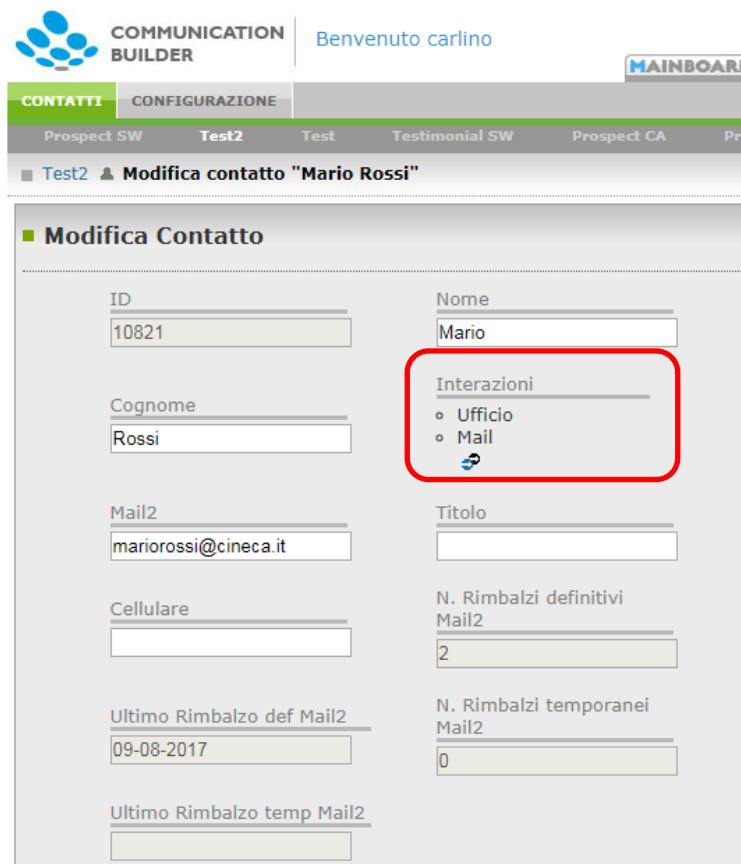 COMMUNICATION
BUILDER
Benvenuto carlino
MAINBOAR
CONTATTI CONFIGURAZIONE
Prospect SW Test2 Test Testimonial SW Prospect CA Pr
Test2 Modifica contatto "Mario Rossi"
Modifica Contatto
ID Nome
10821 Mario
Cognome Interazioni
Rossi Ufficio
Mail
Mail2 Titolo
mariorossi@cineca.it
Cellulare N. Rimbalzi definitivi
Mail2
2
Ultimo Rimbalzo def Mail2 N. Rimbalzi temporanei
Mail2
09-08-2017 0
Ultimo Rimbalzo temp Mail2